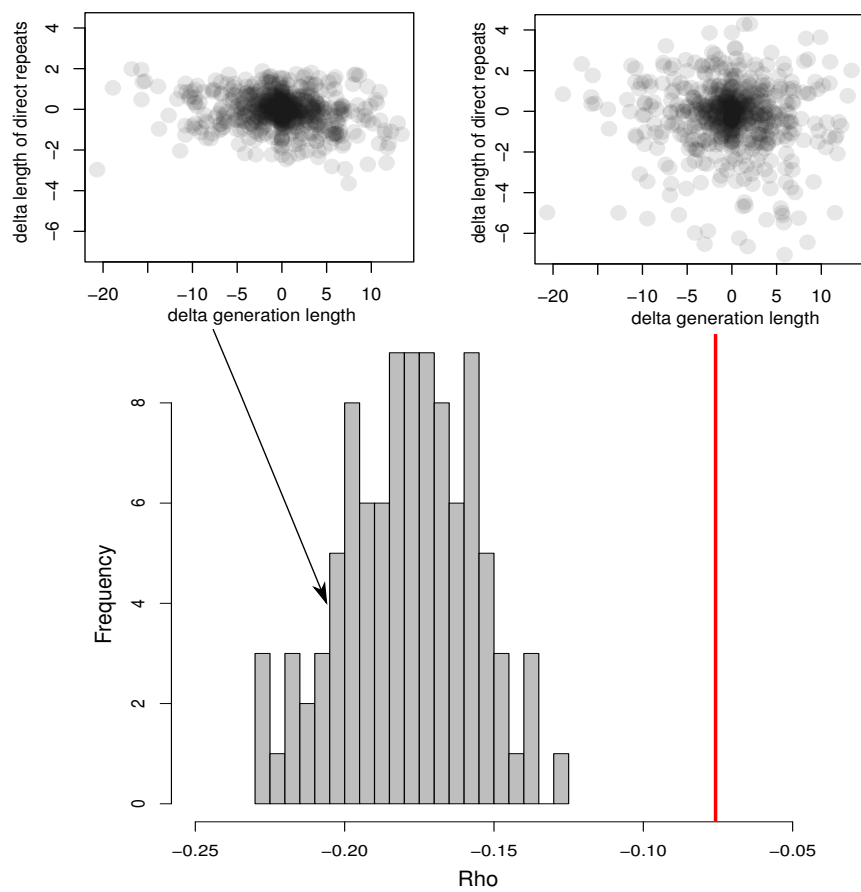 4
2
0
−2
−4
−6
delta length of direct repeats
−20 −10 −5 0 5 10
delta generation length
4
2
0
−2
−4
−6
delta length of direct repeats
−20 −10 −5 0 5 10
delta generation length
8
6
4
2
0
Frequency
−0.25 −0.20 −0.15 −0.10 −0.05
Rho